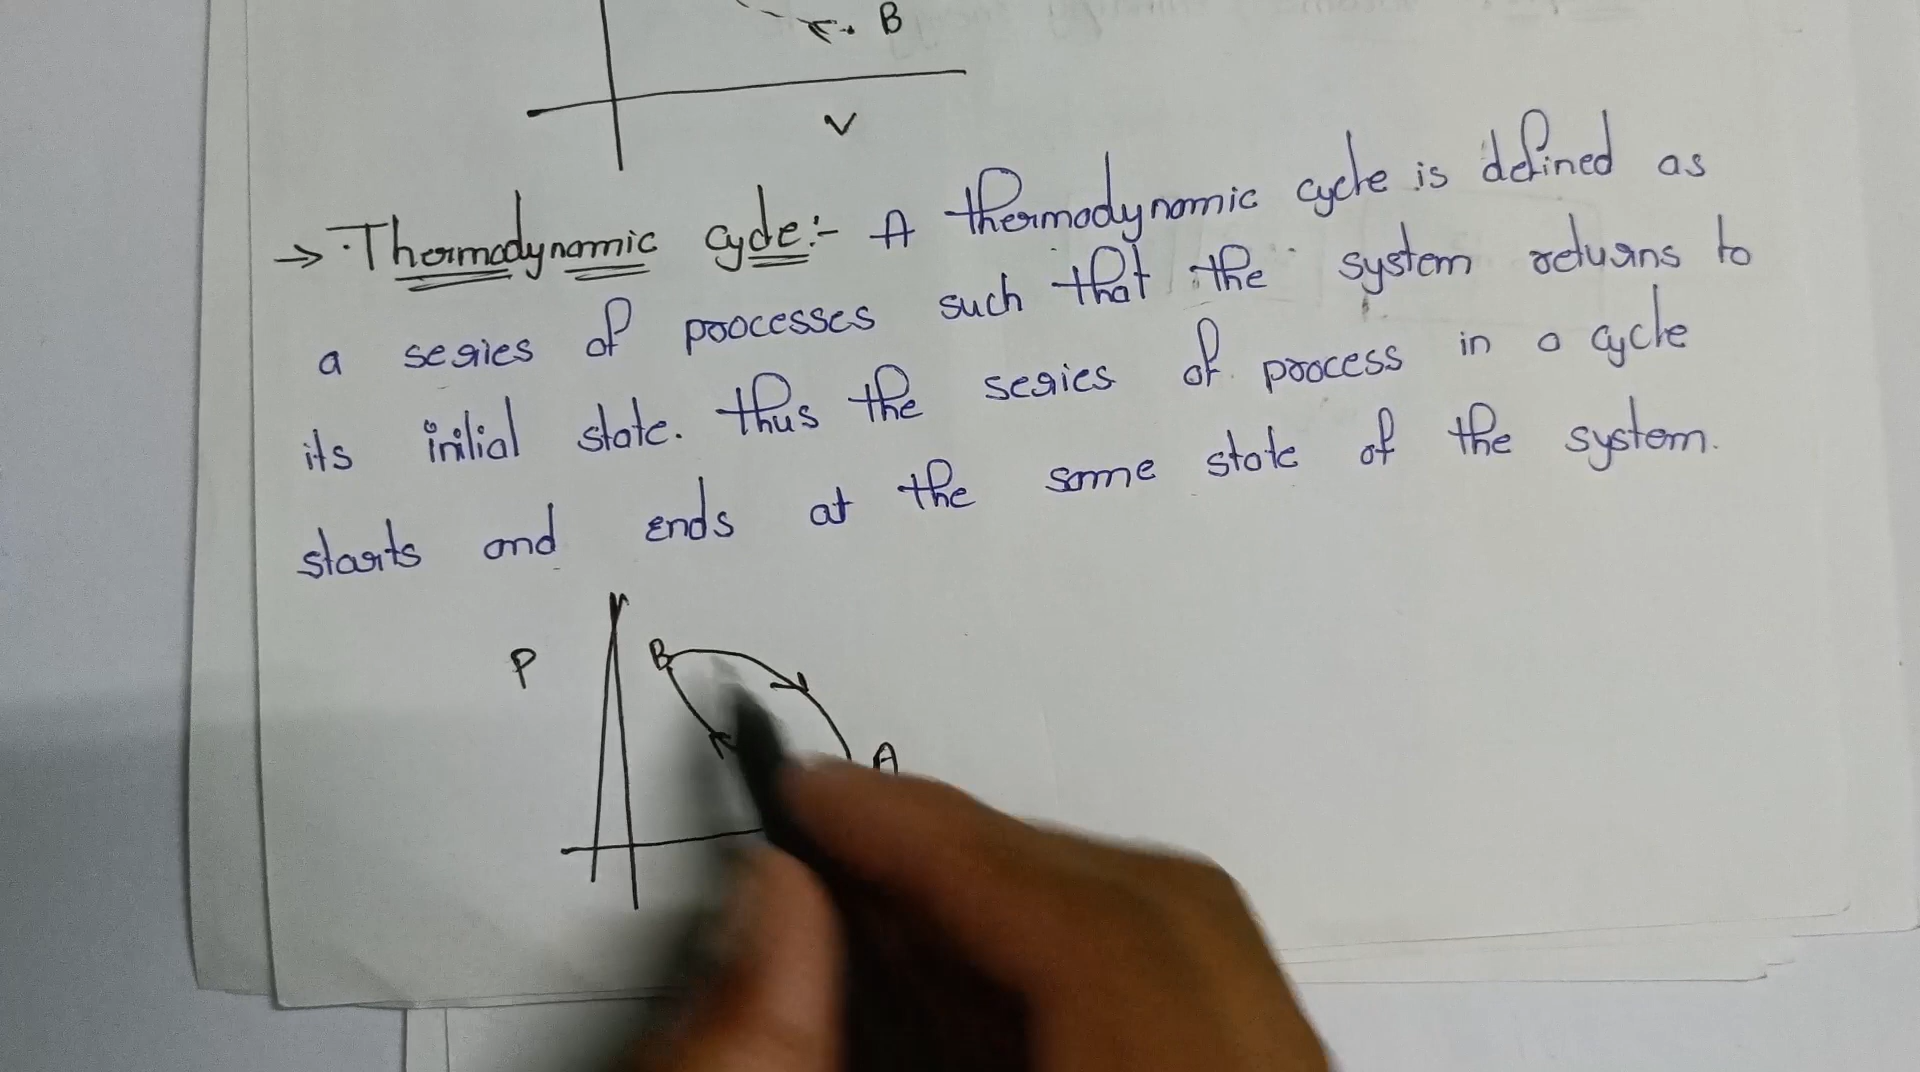 B
V
→ Thermodynamic cycle:- A thermodynamic cycle is defined as
a series of processes such that the system returns to
its initial state. thus the series of process in a cycle
starts and ends at the same state of the system.
P
B
A